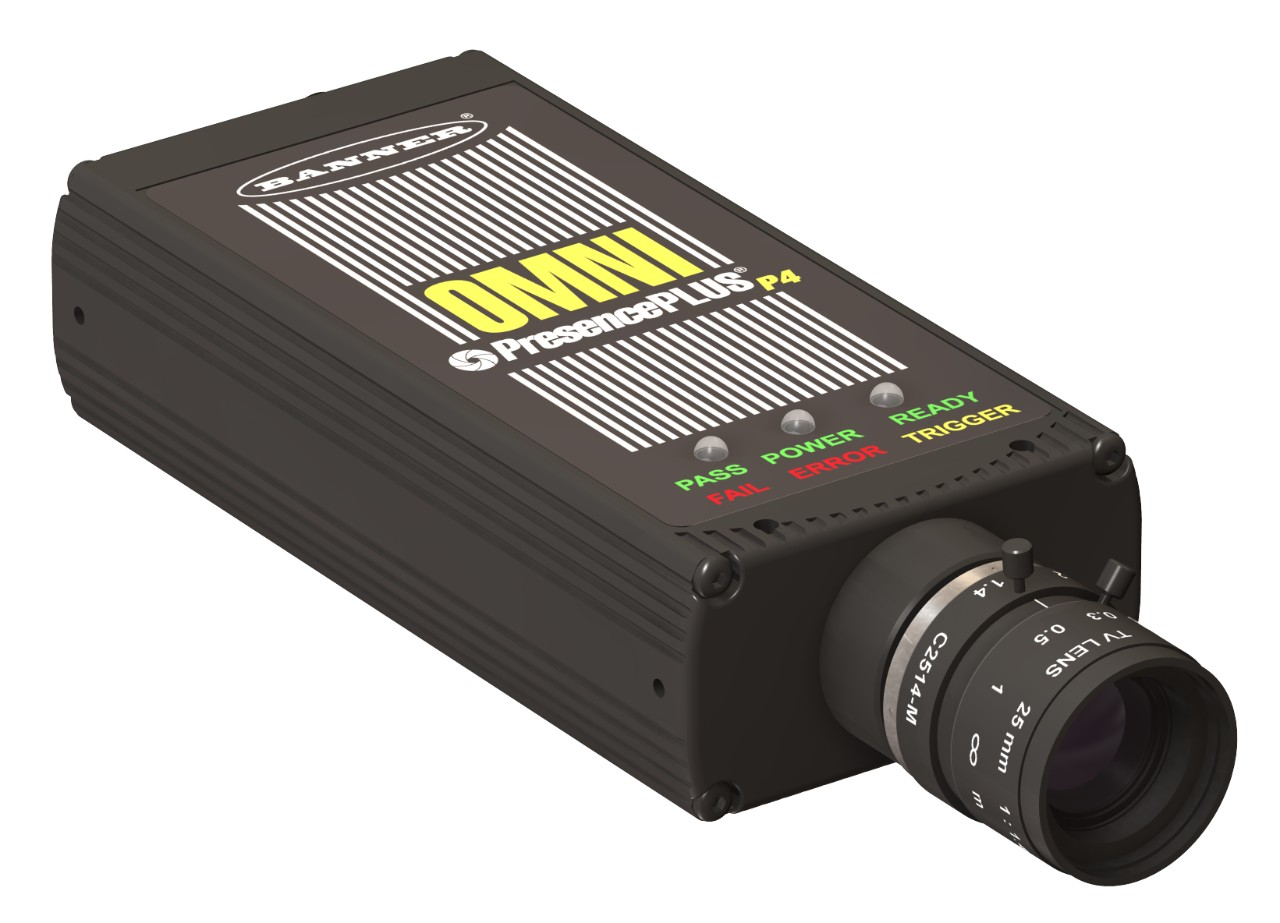 BANNER®
OMNI
PresencePLUS® P4
PASS POWER READY
FAIL ERROR TRIGGER
1.4 2
C2514-M
0.3
0.5
1
∞ m
TV LENS
25 mm